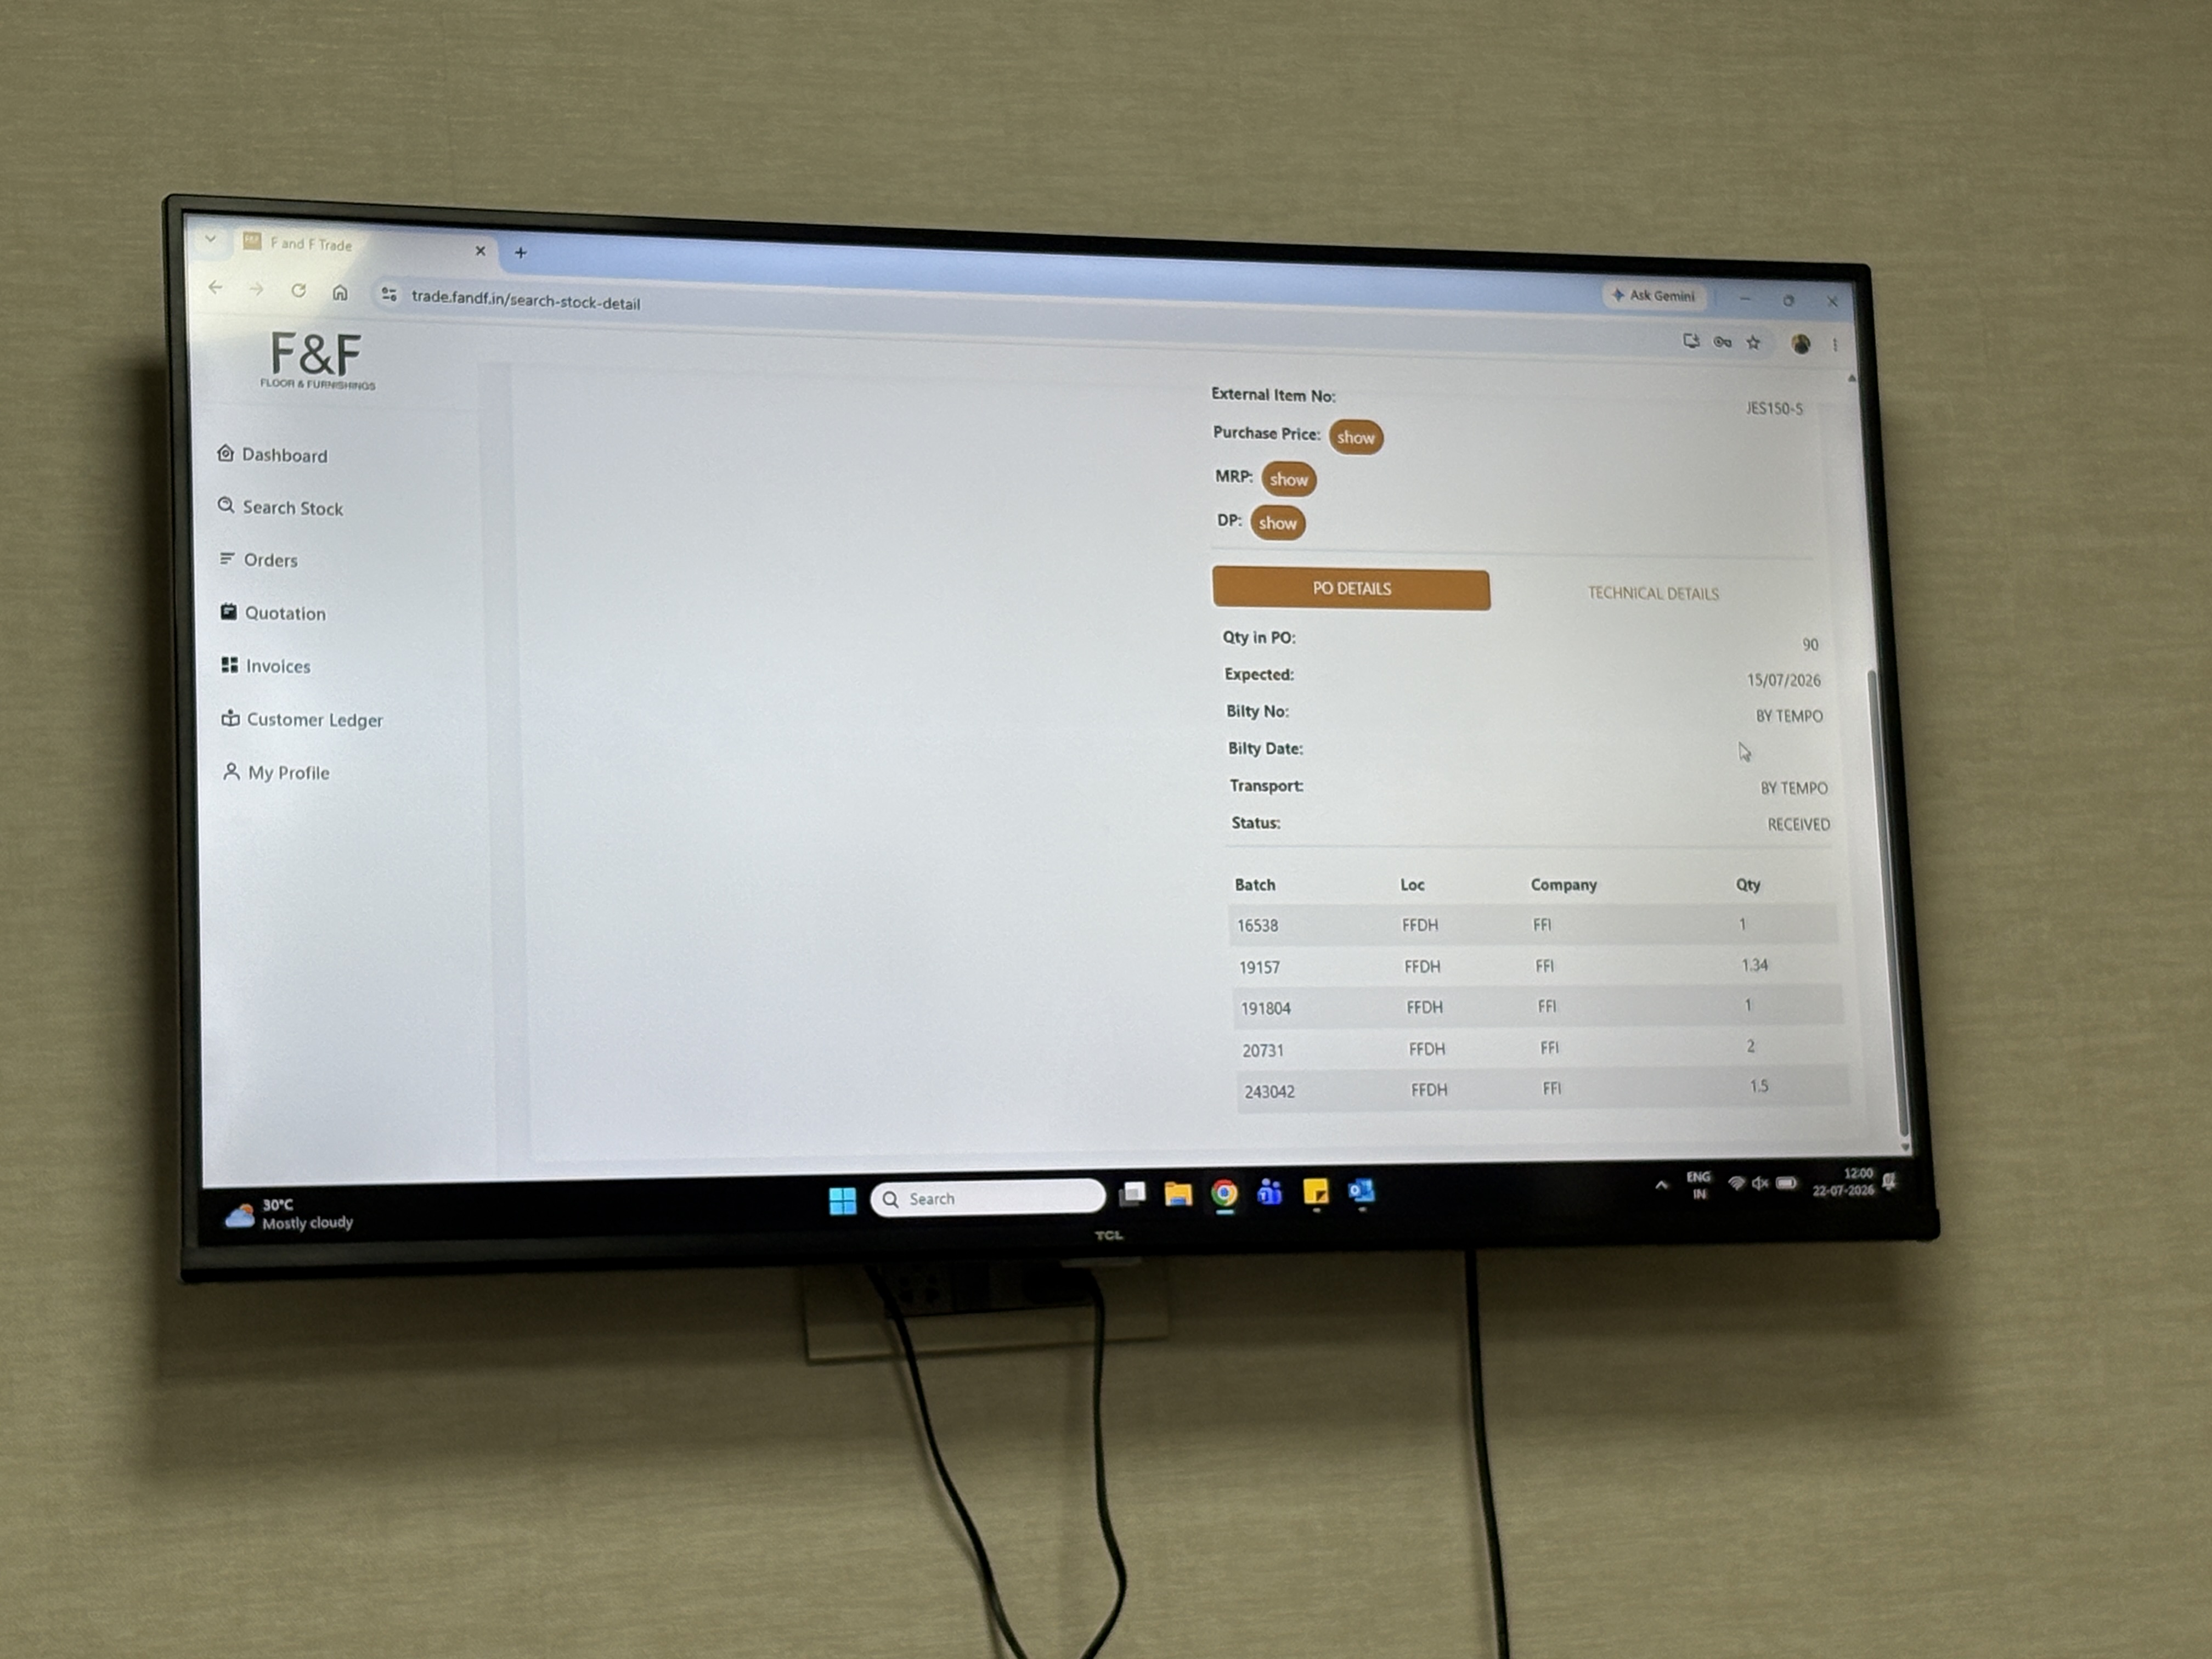 F and F Trade
trade.fandf.in/search-stock-detail
Ask Gemini
F&F
FLOOR & FURNISHINGS
Dashboard
Search Stock
Orders
Quotation
Invoices
Customer Ledger
My Profile
External Item No: JES150-S
Purchase Price: show
MRP: show
DP: show
PO DETAILS TECHNICAL DETAILS
Qty in PO: 90
Expected: 15/07/2026
Bilty No: BY TEMPO
Bilty Date:
Transport: BY TEMPO
Status: RECEIVED
Batch Loc Company Qty
16538 FFDH FFI 1
19157 FFDH FFI 1.34
191804 FFDH FFI 1
20731 FFDH FFI 2
243042 FFDH FFI 1.5
30°C
Mostly cloudy
Search
ENG
IN
12:00
22-07-2026
TCL